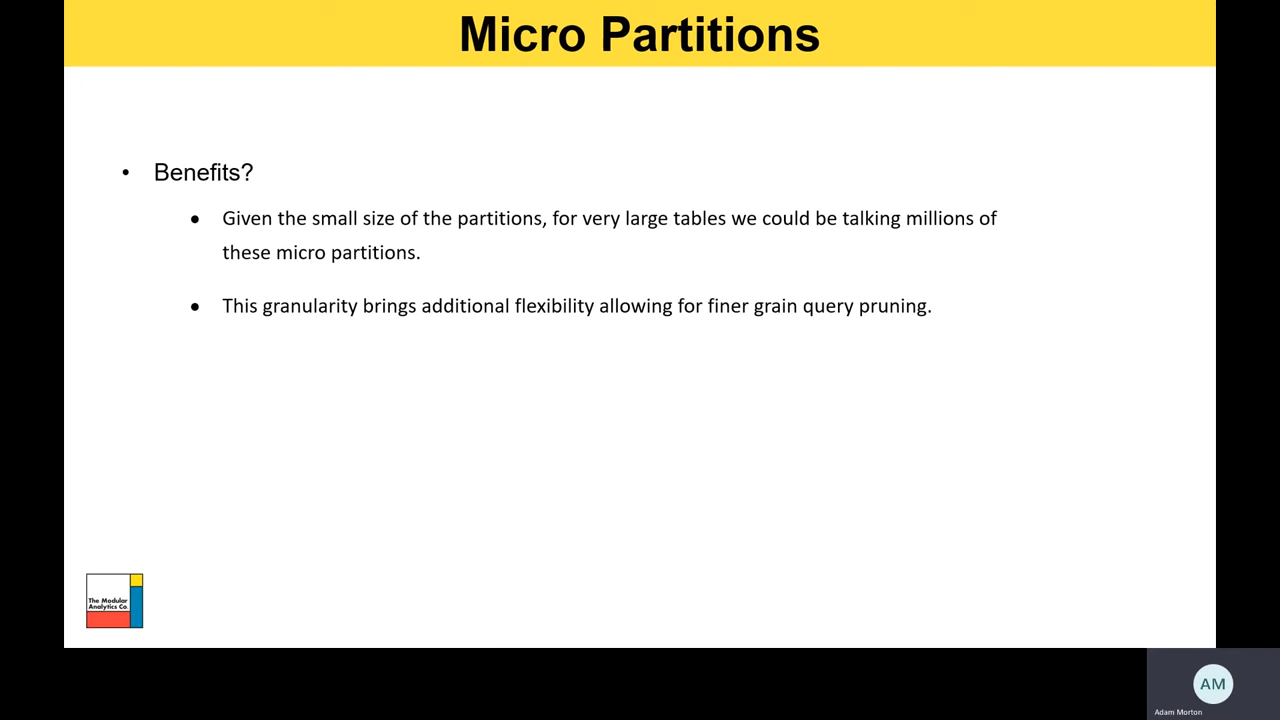 Micro Partitions
• Benefits?
● Given the small size of the partitions, for very large tables we could be talking millions of
these micro partitions.
● This granularity brings additional flexibility allowing for finer grain query pruning.
The Modular
Analytics Co.
AM
Adam Morton